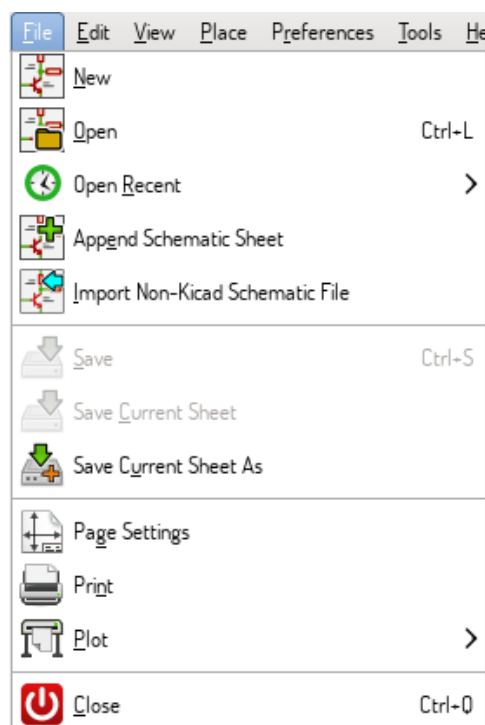 File Edit View Place Preferences Tools He
New
Open Ctrl+L
Open Recent
Append Schematic Sheet
Import Non-Kicad Schematic File
Save Ctrl+S
Save Current Sheet
Save Current Sheet As
Page Settings
Print
Plot
Close Ctrl+Q